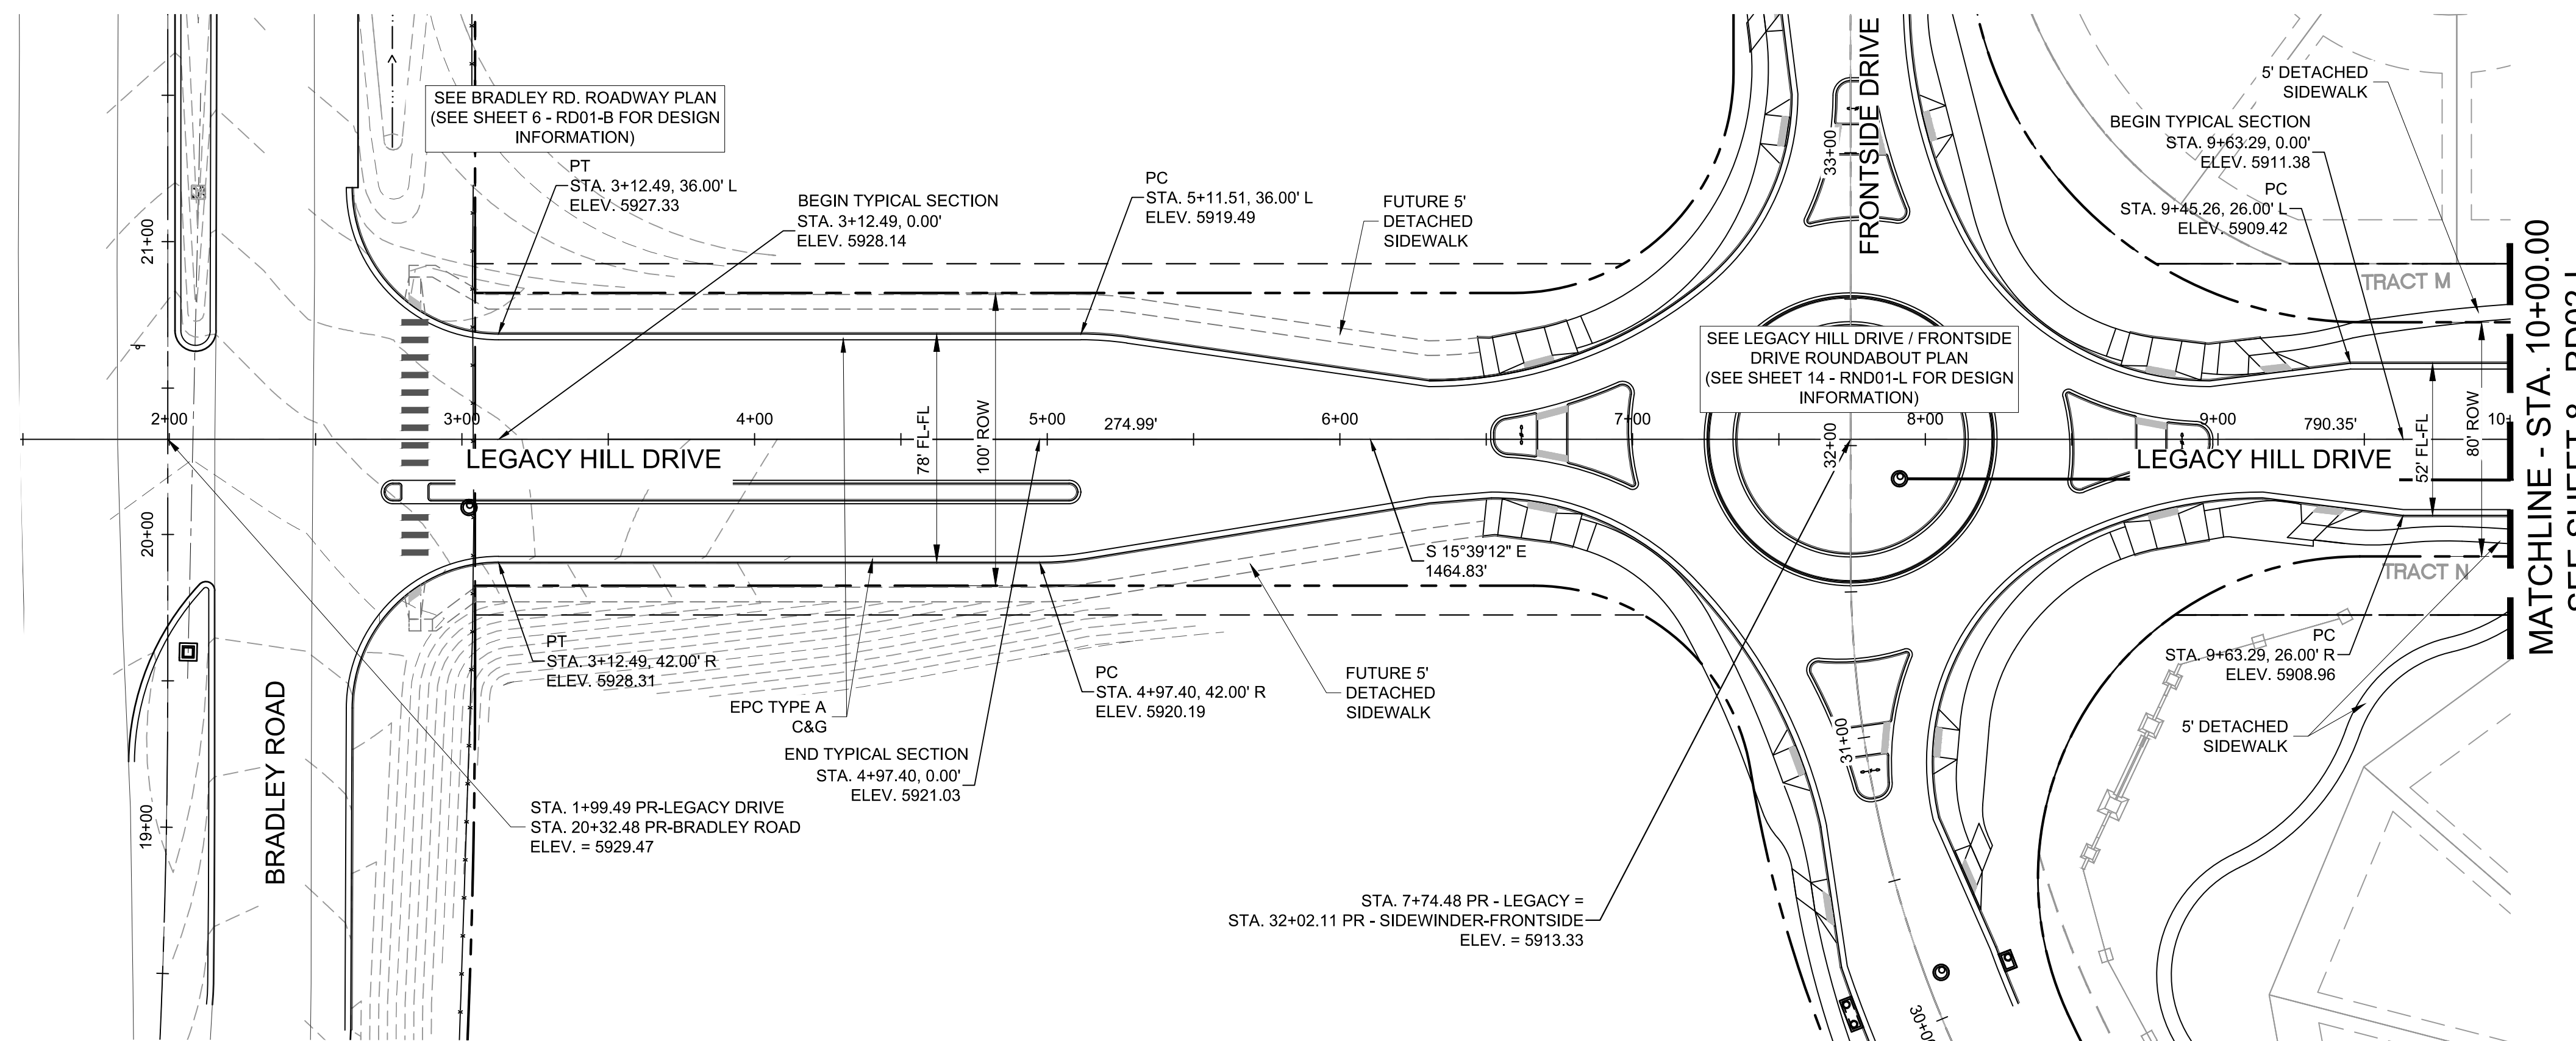 SEE BRADLEY RD. ROADWAY PLAN
(SEE SHEET 6 - RD01-B FOR DESIGN
INFORMATION)
PT
STA. 3+12.49, 36.00' L
ELEV. 5927.33
BEGIN TYPICAL SECTION
STA. 3+12.49, 0.00'
ELEV. 5928.14
PC
STA. 5+11.51, 36.00' L
ELEV. 5919.49
FUTURE 5'
DETACHED
SIDEWALK
FRONTSIDE DRIVE
33+00
5' DETACHED
SIDEWALK
BEGIN TYPICAL SECTION
STA. 9+63.29, 0.00'
ELEV. 5911.38
PC
STA. 9+45.26, 26.00' L
ELEV. 5909.42
TRACT M
MATCHLINE - STA. 10+00.00
21+00
SEE LEGACY HILL DRIVE / FRONTSIDE
DRIVE ROUNDABOUT PLAN
(SEE SHEET 14 - RND01-L FOR DESIGN
INFORMATION)
2+00
3+00
4+00
5+00
274.99'
6+00
7+00
8+00
9+00
790.35'
10+
LEGACY HILL DRIVE
78' FL-FL
100' ROW
32+00
LEGACY HILL DRIVE
52' FL-FL
80' ROW
20+00
S 15°39'12" E
1464.83'
TRACT N
PT
STA. 3+12.49, 42.00' R
ELEV. 5928.31
PC
STA. 4+97.40, 42.00' R
ELEV. 5920.19
FUTURE 5'
DETACHED
SIDEWALK
PC
STA. 9+63.29, 26.00' R
ELEV. 5908.96
5' DETACHED
SIDEWALK
EPC TYPE A
C&G
END TYPICAL SECTION
STA. 4+97.40, 0.00'
ELEV. 5921.03
31+00
BRADLEY ROAD
19+00
STA. 1+99.49 PR-LEGACY DRIVE
STA. 20+32.48 PR-BRADLEY ROAD
ELEV. = 5929.47
STA. 7+74.48 PR - LEGACY =
STA. 32+02.11 PR - SIDEWINDER-FRONTSIDE
ELEV. = 5913.33
30+00